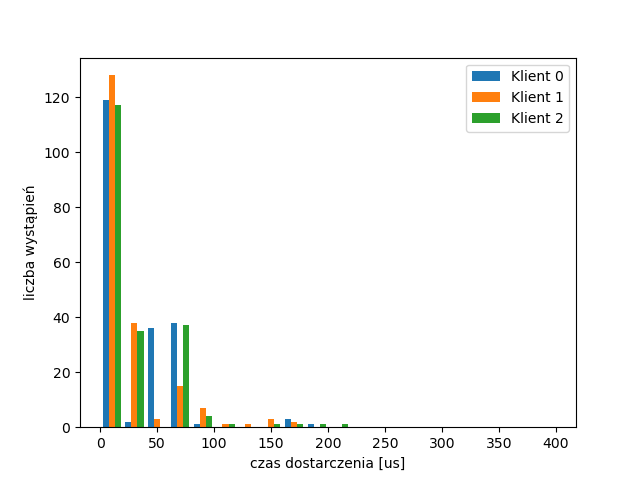 Klient 0
Klient 1
Klient 2
120
100
80
60
40
20
0
liczba wystąpień
0 50 100 150 200 250 300 350 400
czas dostarczenia [us]